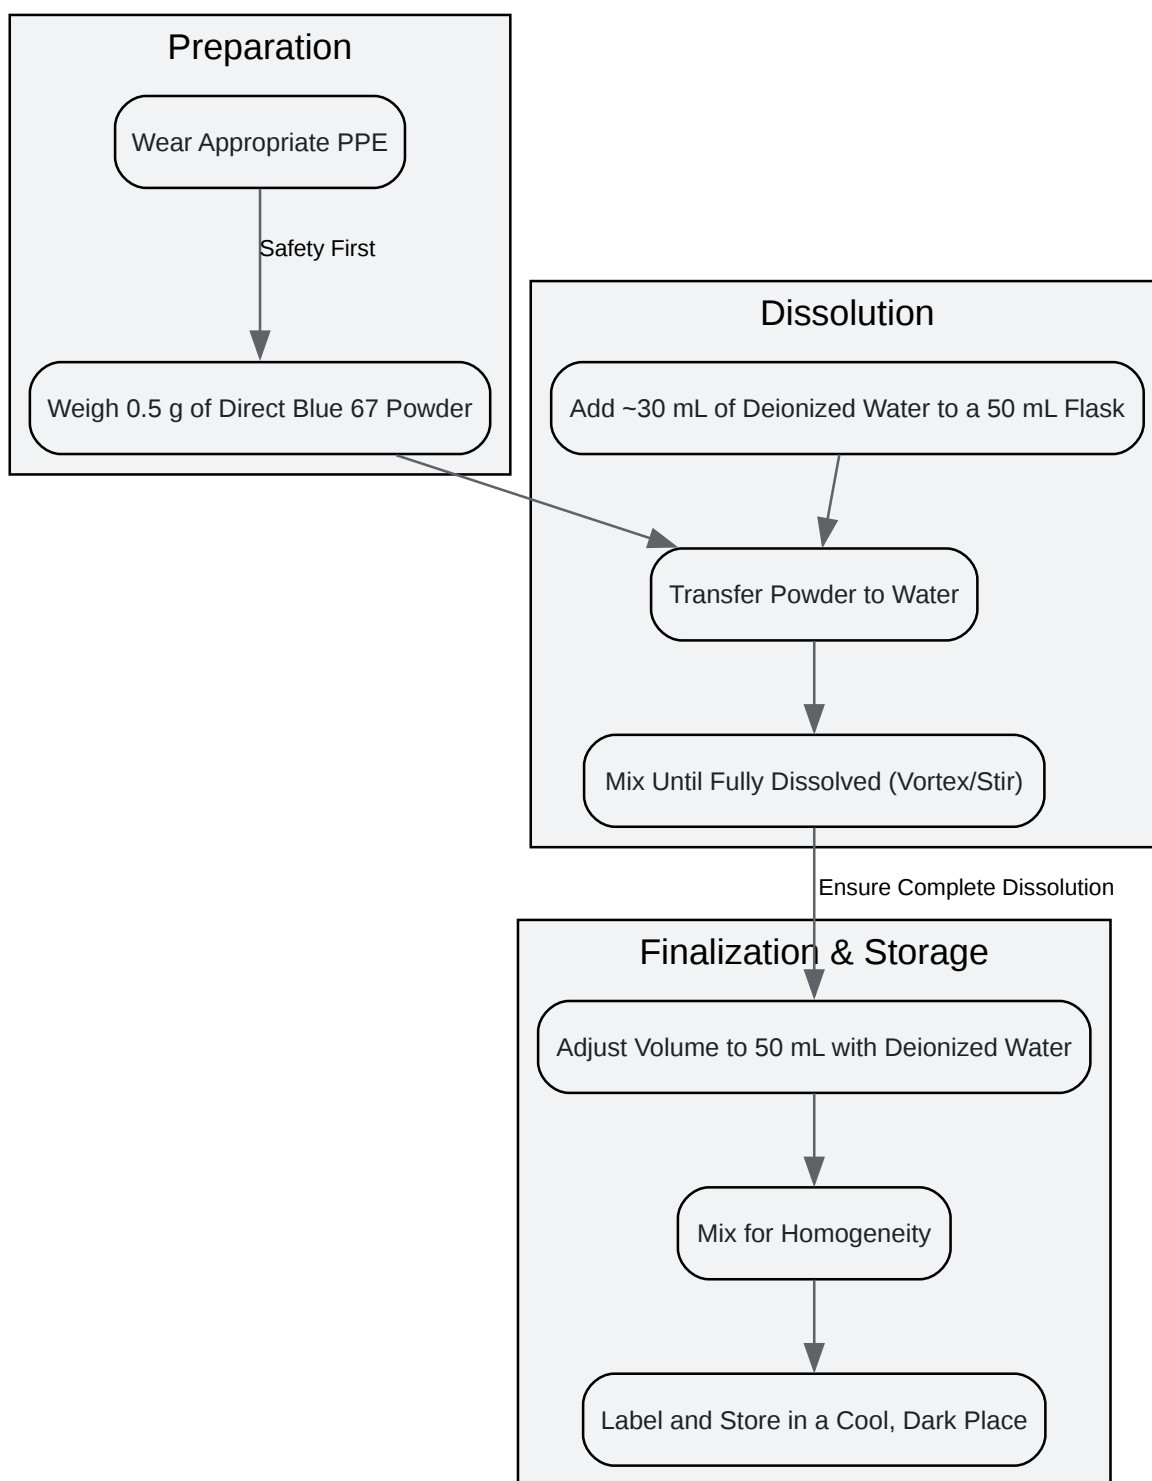 Preparation
Wear Appropriate PPE
Safety First
Weigh 0.5 g of Direct Blue 67 Powder
Dissolution
Add ~30 mL of Deionized Water to a 50 mL Flask
Transfer Powder to Water
Mix Until Fully Dissolved (Vortex/Stir)
Ensure Complete Dissolution
Finalization & Storage
Adjust Volume to 50 mL with Deionized Water
Mix for Homogeneity
Label and Store in a Cool, Dark Place